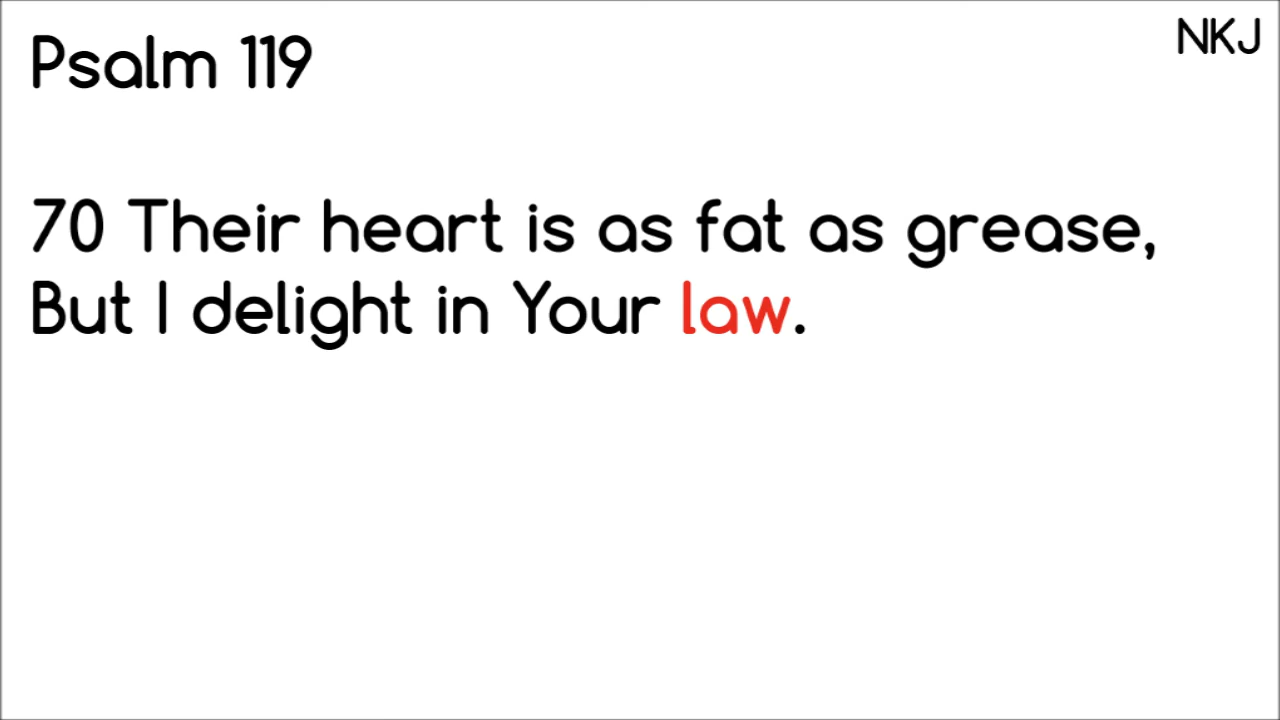 Psalm 119
NKJ
70 Their heart is as fat as grease,
But I delight in Your law.